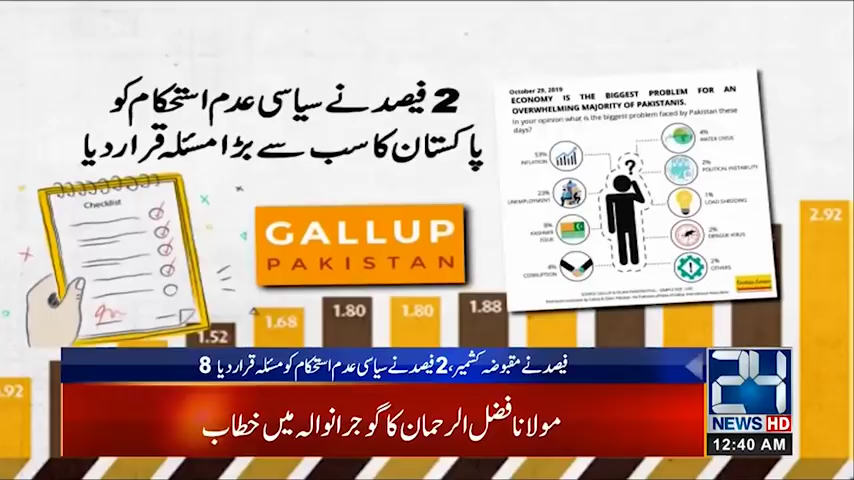 2 فیصد نے سیاسی عدم استحکام کو
پاکستان کا سب سے بڑا مسئلہ قرار دیا
October 29, 2019
ECONOMY IS THE BIGGEST PROBLEM FOR AN
OVERWHELMING MAJORITY OF PAKISTANIS.
In your opinion what is the biggest problem faced by Pakistan these
days?
53%
INFLATION
23%
UNEMPLOYMENT
8%
KASHMIR
ISSUE
4%
CORRUPTION
?
4%
WATER CRISIS
2%
POLITICAL INSTABILITY
1%
LOAD SHEDDING
2%
DENGUE VIRUS
2%
OTHERS
Checklist
GALLUP
PAKISTAN
.92
1.52
1.68
1.80
1.80
1.88
2.92
فیصد نے مقبوضہ کشمیر، 2 فیصد نے سیاسی عدم استحکام کو مسئلہ قرار دیا 8
مولانا فضل الرحمان کا گوجرانوالہ میں خطاب
24
NEWS HD
12:40 AM